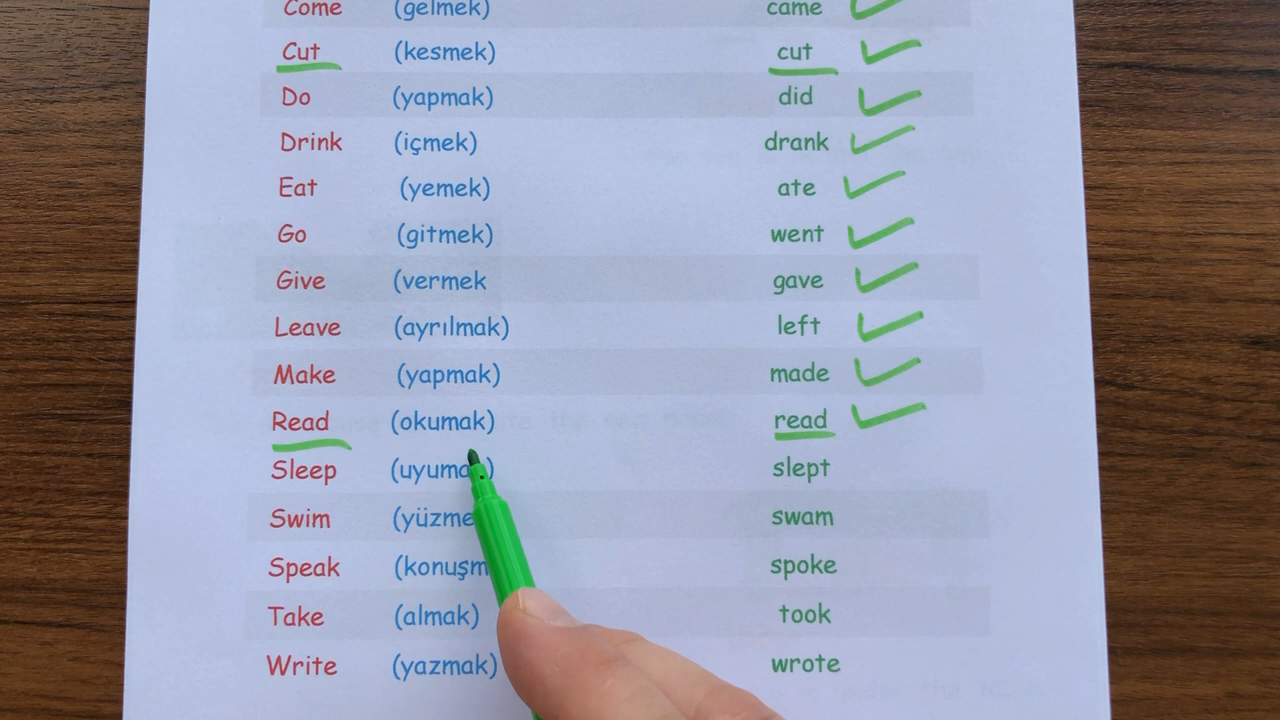 Come (gelmek) came
Cut (kesmek) cut
Do (yapmak) did
Drink (içmek) drank
Eat (yemek) ate
Go (gitmek) went
Give (vermek gave
Leave (ayrılmak) left
Make (yapmak) made
Read (okumak) read
Sleep slept
Swim swam
Speak spoke
Take (almak) took
Write (yazmak) wrote